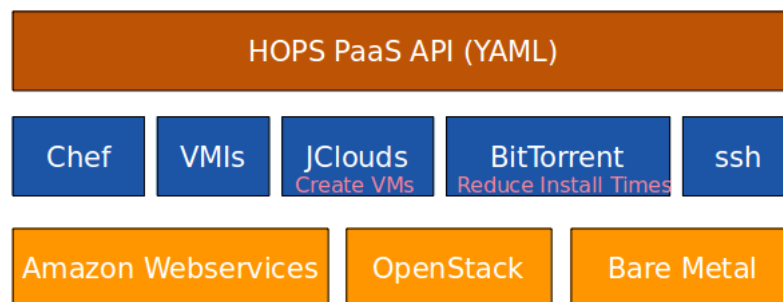 HOPS PaaS API (YAML)
Chef VMIs JClouds BitTorrent ssh
Create VMs Reduce Install Times
Amazon Webservices OpenStack Bare Metal